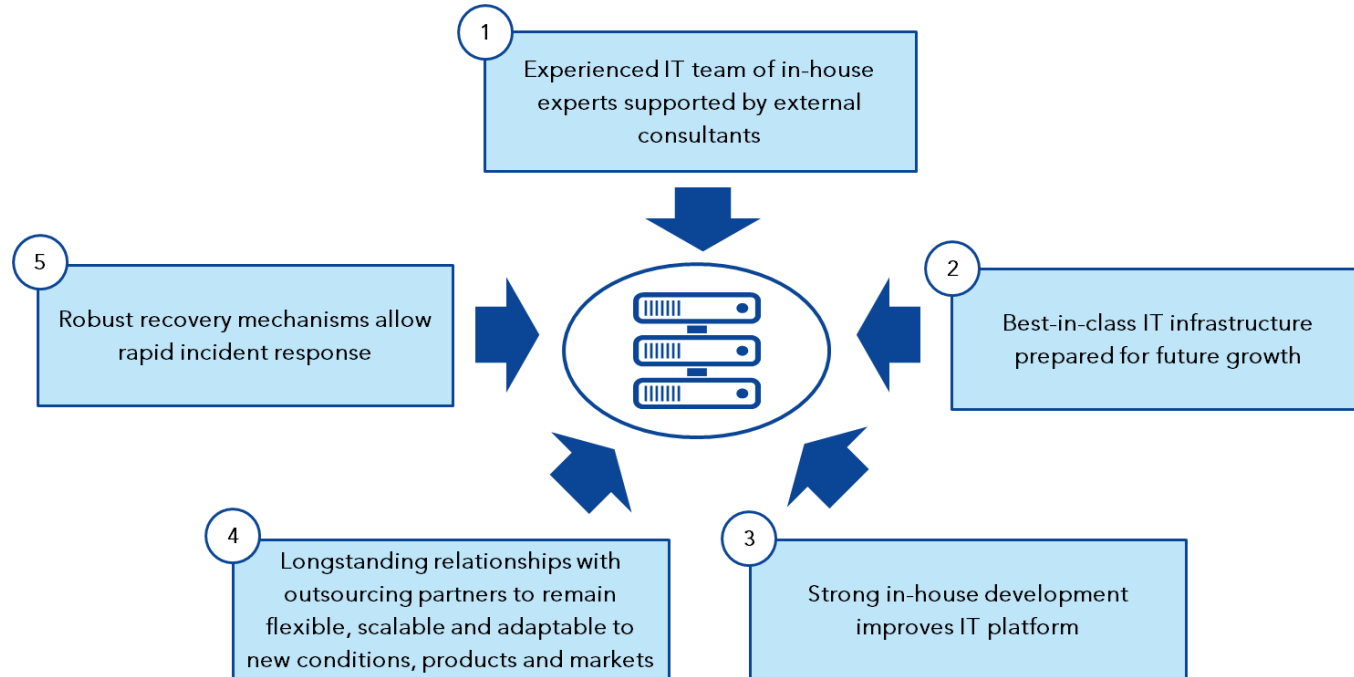 1
Experienced IT team of in-house
experts supported by external
consultants
5
Robust recovery mechanisms allow
rapid incident response
2
Best-in-class IT infrastructure
prepared for future growth
4
Longstanding relationships with
outsourcing partners to remain
flexible, scalable and adaptable to
new conditions, products and markets
3
Strong in-house development
improves IT platform